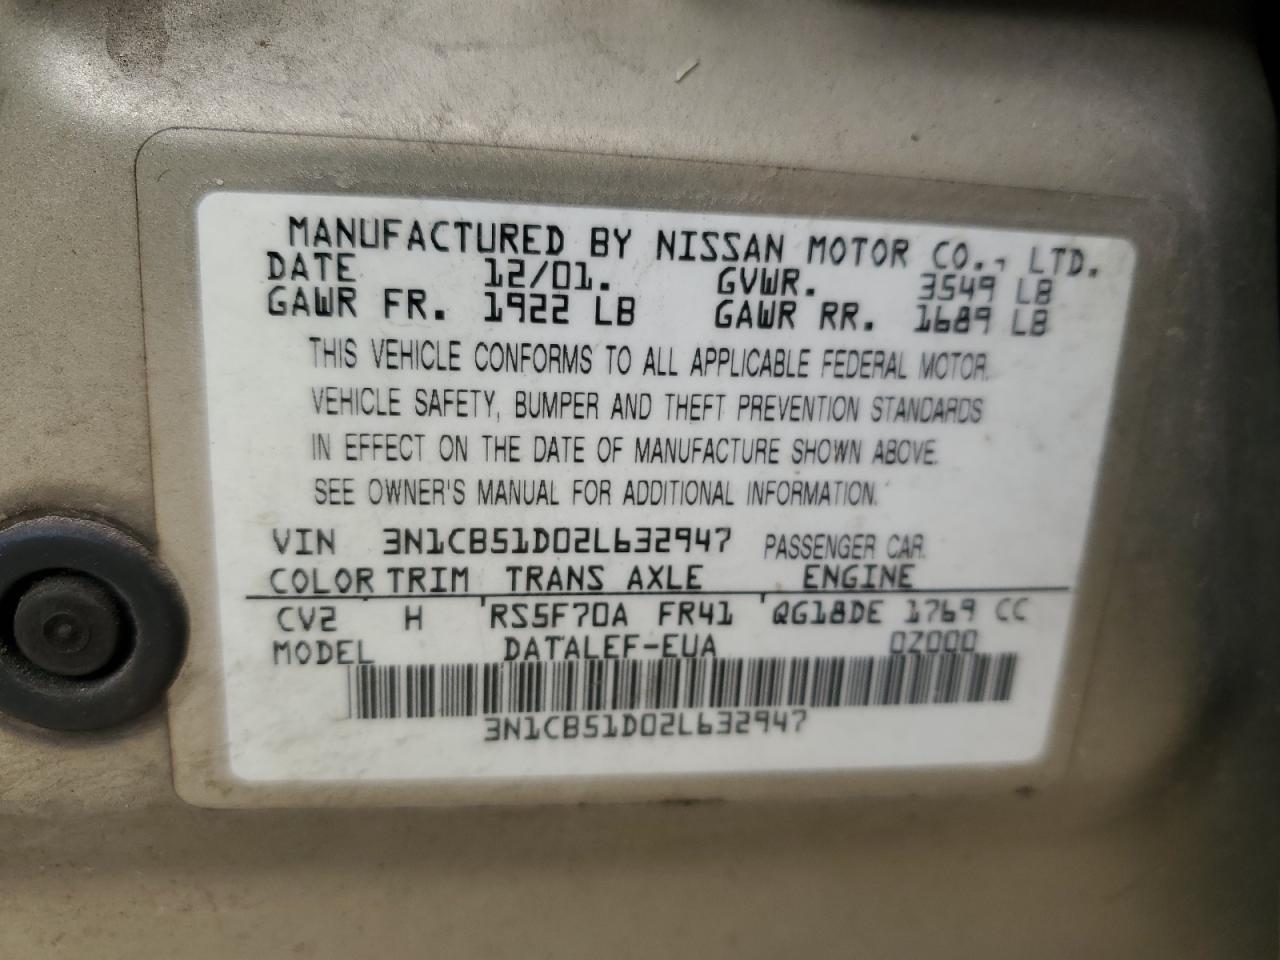 MANUFACTURED BY NISSAN MOTOR CO., LTD.
DATE 12/01. GVWR. 3549 LB
GAWR FR. 1922 LB GAWR RR. 1689 LB
THIS VEHICLE CONFORMS TO ALL APPLICABLE FEDERAL MOTOR
VEHICLE SAFETY, BUMPER AND THEFT PREVENTION STANDARDS
IN EFFECT ON THE DATE OF MANUFACTURE SHOWN ABOVE.
SEE OWNER'S MANUAL FOR ADDITIONAL INFORMATION.
VIN 3N1CB51D02L632947 PASSENGER CAR.
COLOR TRIM TRANS AXLE ENGINE
CV2 H RS5F70A FR41 QG18DE 1769 CC
MODEL DATALEF-EUA 0Z000
3N1CB51D02L632947